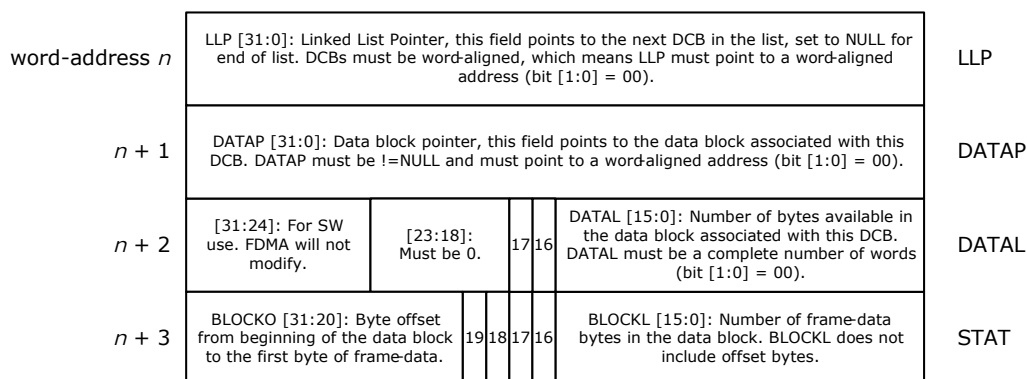 LLP [31:0]: Linked List Pointer, this field points to the next DCB in the list, set to NULL for
end of list. DCBs must be word-aligned, which means LLP must point to a word-aligned
address (bit [1:0] = 00).
word-address n
LLP
DATAP [31:0]: Data block pointer, this field points to the data block associated with this
DCB. DATAP must be !=NULL and must point to a word-aligned address (bit [1:0] = 00).
n + 1
DATAP
n + 2
[31:24]: For SW
use. FDMA will not
modify.
[23:18]:
Must be 0.
17
16
DATAL [15:0]: Number of bytes available in
the data block associated with this DCB.
DATAL must be a complete number of words
(bit [1:0] = 00).
DATAL
n + 3
BLOCKO [31:20]: Byte offset
from beginning of the data block
to the first byte of frame-data.
19
18
17
16
BLOCKL [15:0]: Number of frame-data
bytes in the data block. BLOCKL does not
include offset bytes.
STAT